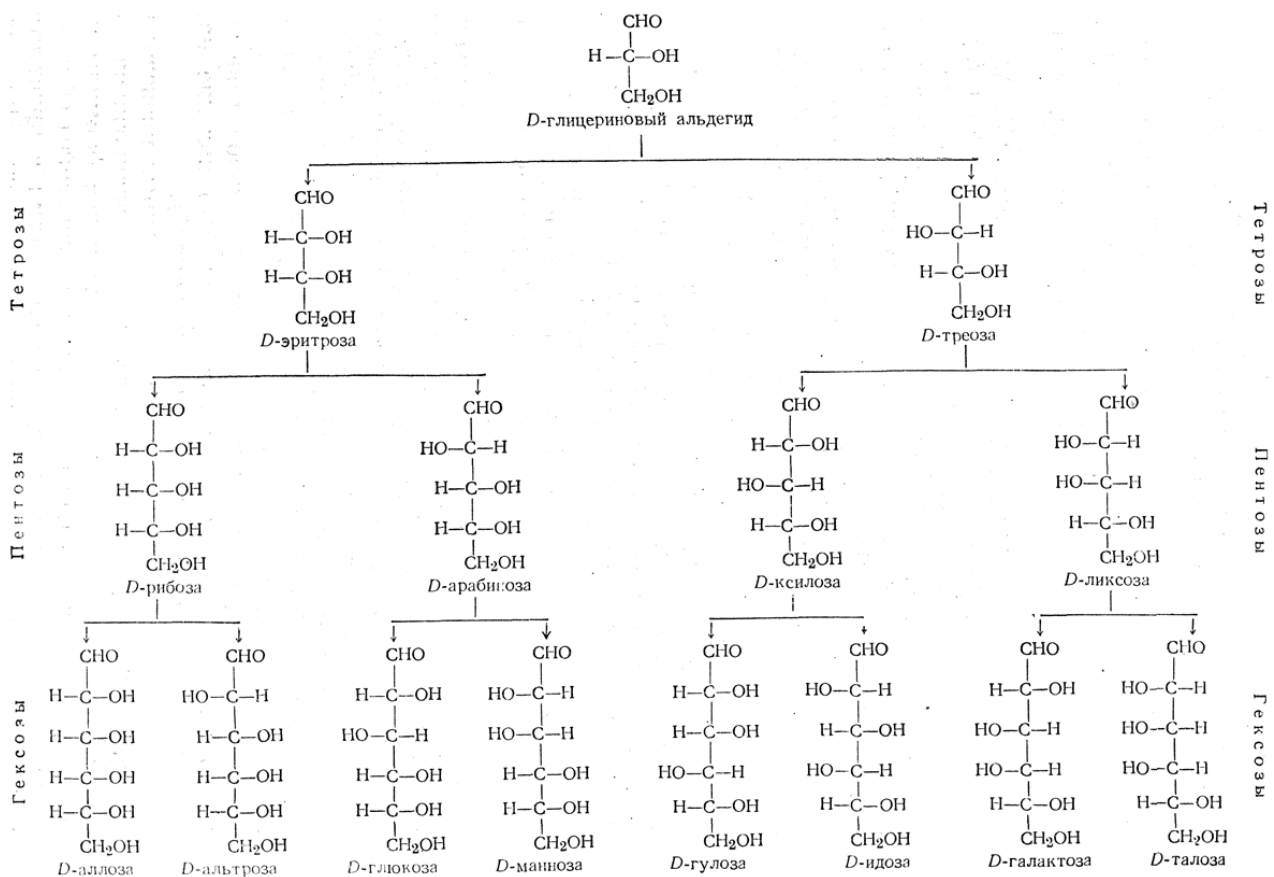 CHO
H—C—OH
CH₂OH
D-глицериновый альдегид
Тетрозы
CHO CHO
H—C—OH HO—C—H
H—C—OH H—C—OH
CH₂OH CH₂OH
D-эритроза D-треоза
Тетрозы
Пентозы
CHO CHO CHO CHO
H—C—OH HO—C—H H—C—OH HO—C—H
H—C—OH H—C—OH HO—C—H HO—C—H
H—C—OH H—C—OH H—C—OH H—C—OH
CH₂OH CH₂OH CH₂OH CH₂OH
D-рибоза D-арабиноза D-ксилоза D-ликсоза
Пентозы
Гексозы
CHO CHO CHO CHO CHO CHO CHO CHO
H—C—OH HO—C—H H—C—OH HO—C—H H—C—OH HO—C—H H—C—OH HO—C—H
H—C—OH H—C—OH HO—C—H HO—C—H H—C—OH H—C—OH HO—C—H HO—C—H
H—C—OH H—C—OH H—C—OH H—C—OH HO—C—H HO—C—H HO—C—H HO—C—H
H—C—OH H—C—OH H—C—OH H—C—OH H—C—OH H—C—OH H—C—OH H—C—OH
CH₂OH CH₂OH CH₂OH CH₂OH CH₂OH CH₂OH CH₂OH CH₂OH
D-аллоза D-альтроза D-глюкоза D-манноза D-гулоза D-идоза D-галактоза D-талоза
Гексозы